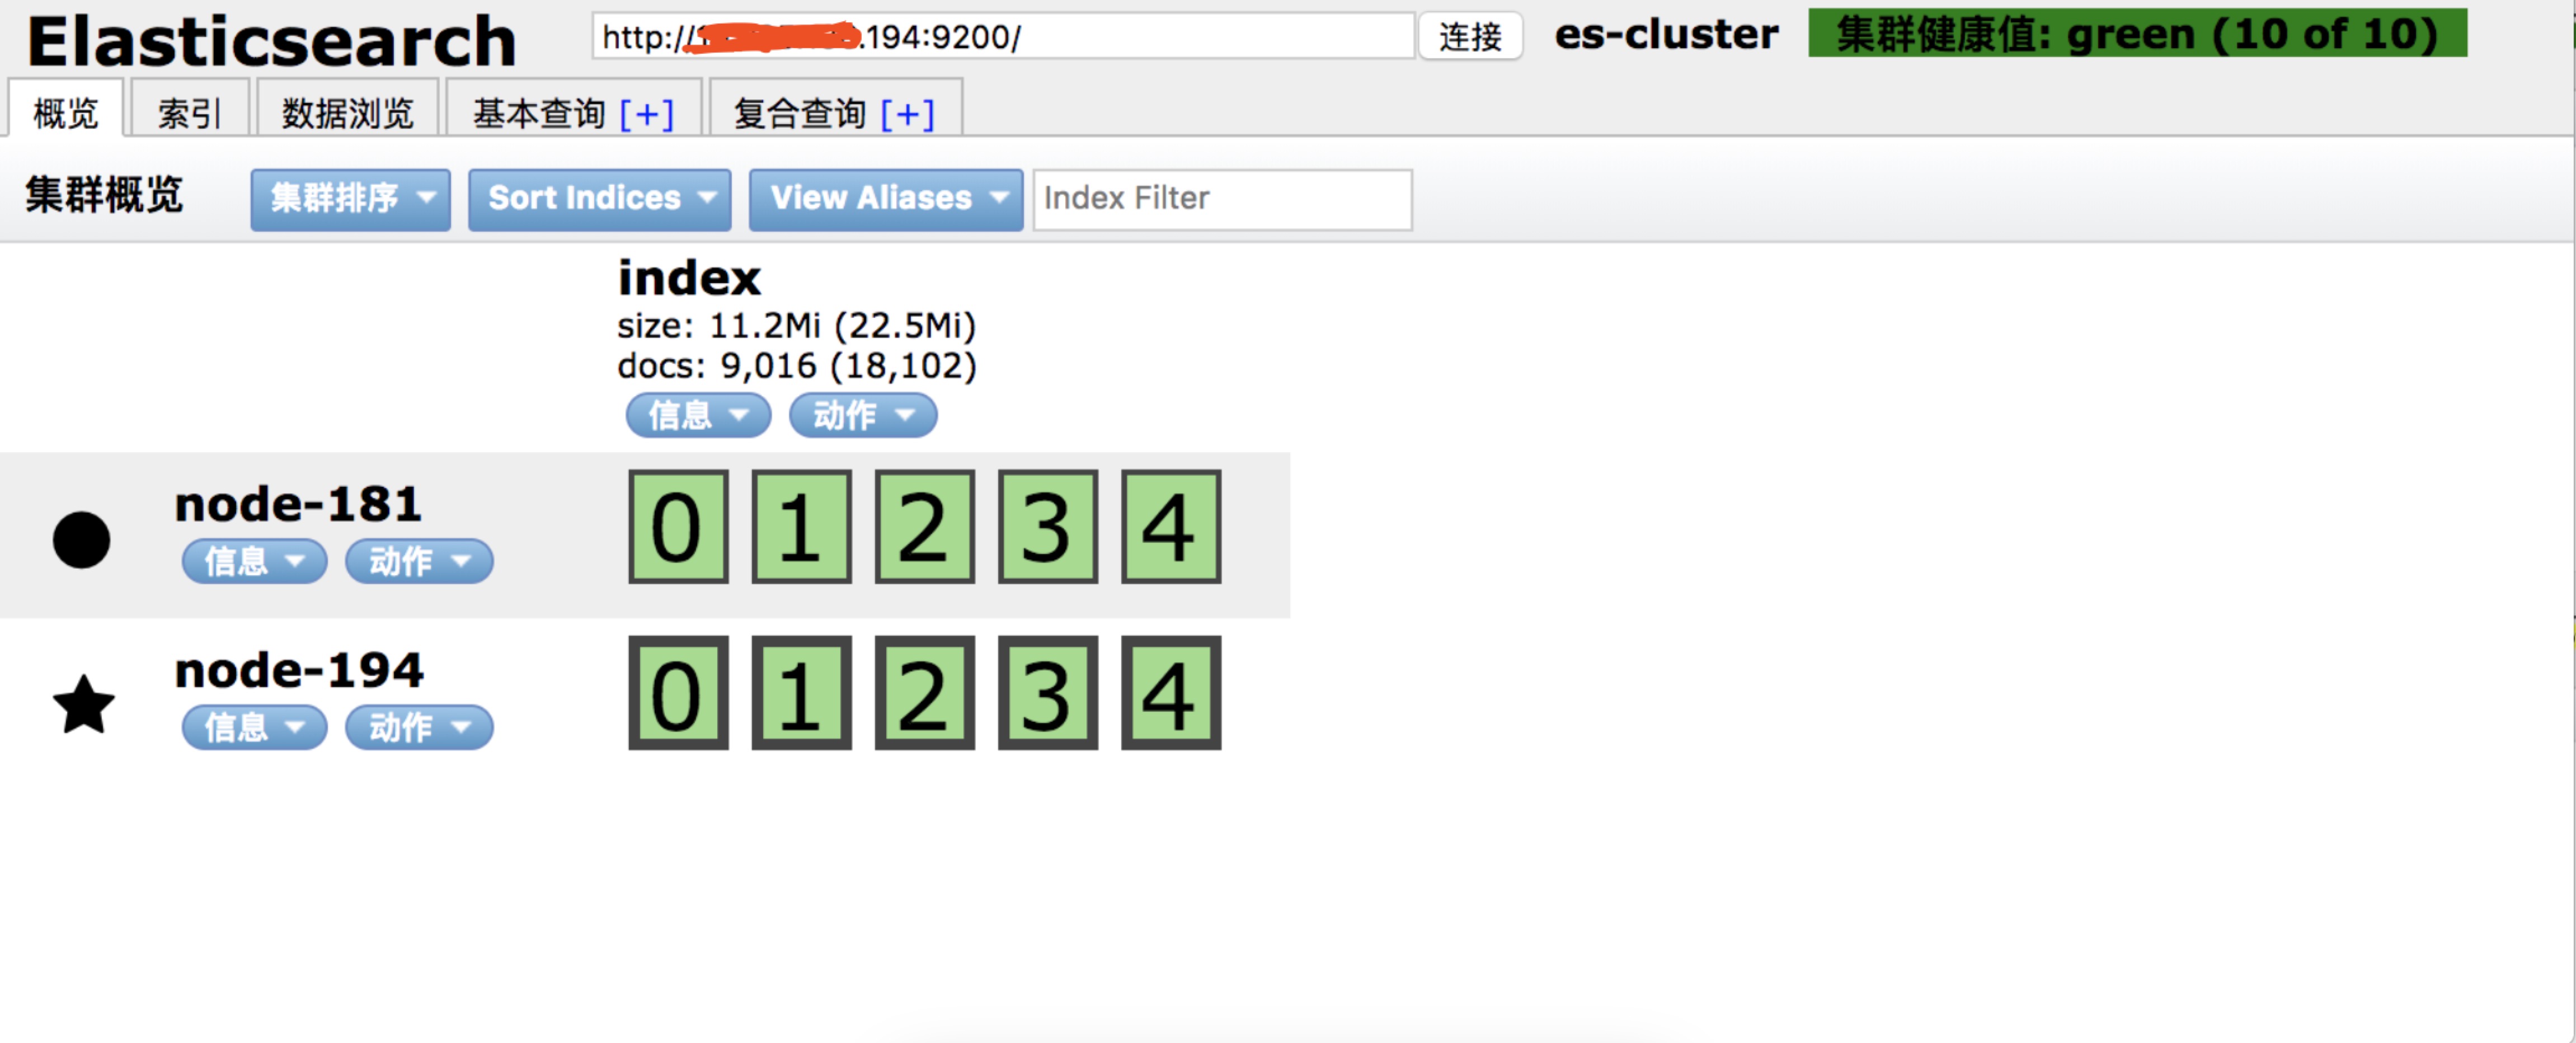 Elasticsearch http:// .194:9200/ 连接 es-cluster 集群健康值: green (10 of 10)
概览 索引 数据浏览 基本查询 [+] 复合查询 [+]
集群概览 集群排序 Sort Indices View Aliases Index Filter
index
size: 11.2Mi (22.5Mi)
docs: 9,016 (18,102)
信息 动作
node-181
信息 动作
0 1 2 3 4
node-194
信息 动作
0 1 2 3 4